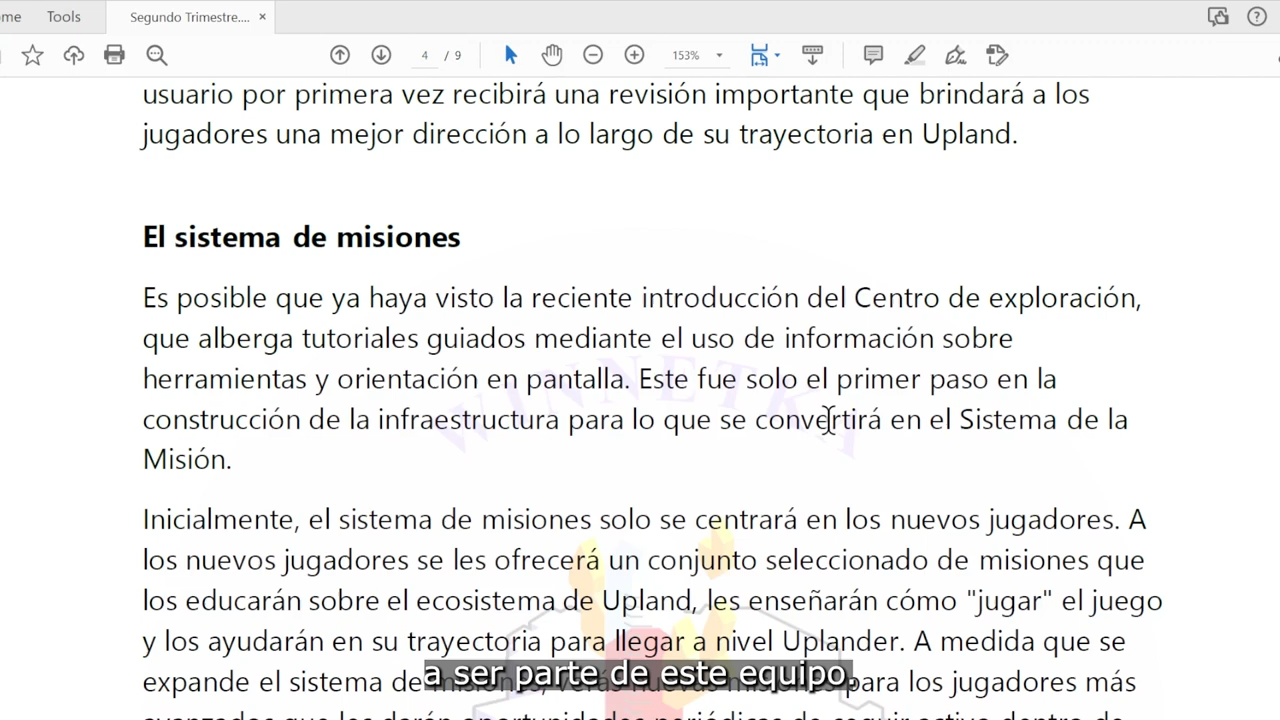 ome Tools Segundo Trimestre.... ×
4 / 9 153%
usuario por primera vez recibirá una revisión importante que brindará a los
jugadores una mejor dirección a lo largo de su trayectoria en Upland.
El sistema de misiones
Es posible que ya haya visto la reciente introducción del Centro de exploración,
que alberga tutoriales guiados mediante el uso de información sobre
herramientas y orientación en pantalla. Este fue solo el primer paso en la
construcción de la infraestructura para lo que se convertirá en el Sistema de la
Misión.
WINNETKA
Inicialmente, el sistema de misiones solo se centrará en los nuevos jugadores. A
los nuevos jugadores se les ofrecerá un conjunto seleccionado de misiones que
los educarán sobre el ecosistema de Upland, les enseñarán cómo "jugar" el juego
y los ayudarán en su trayectoria para llegar a nivel Uplander. A medida que se
expande el sistema de para los jugadores más
a ser parte de este equipo.